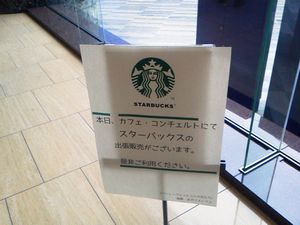 STARBUCKS
本日、カフェ・コンチェルトにて
スターバックスの
出張販売がございます。
是非ご利用ください。